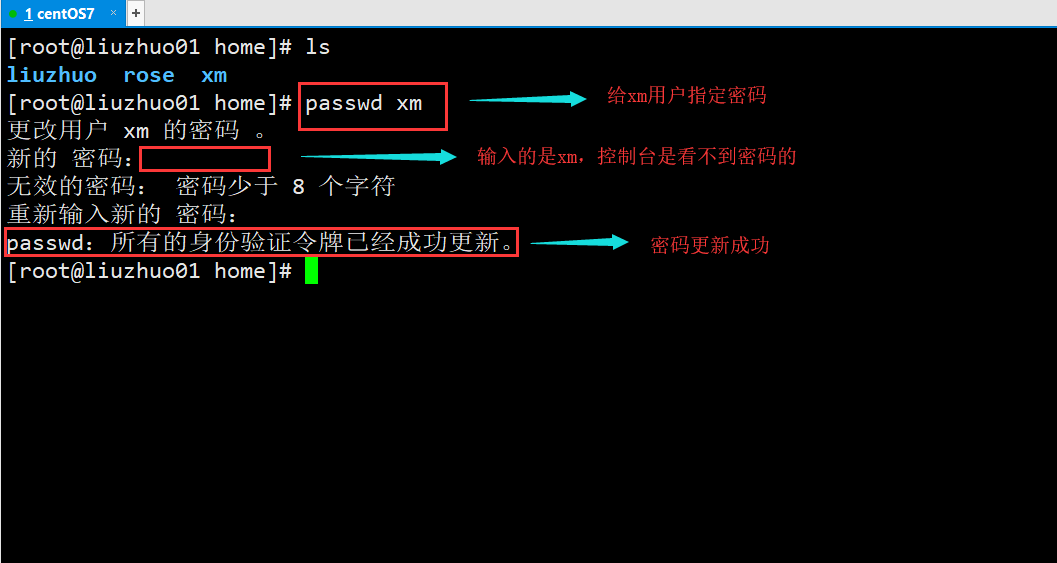 1 centOS7 × +
[root@liuzhuo01 home]# ls
liuzhuo rose xm
[root@liuzhuo01 home]# passwd xm
给xm用户指定密码
更改用户 xm 的密码 。
新的 密码：
输入的是xm，控制台是看不到密码的
无效的密码： 密码少于 8 个字符
重新输入新的 密码：
passwd：所有的身份验证令牌已经成功更新。
密码更新成功
[root@liuzhuo01 home]#